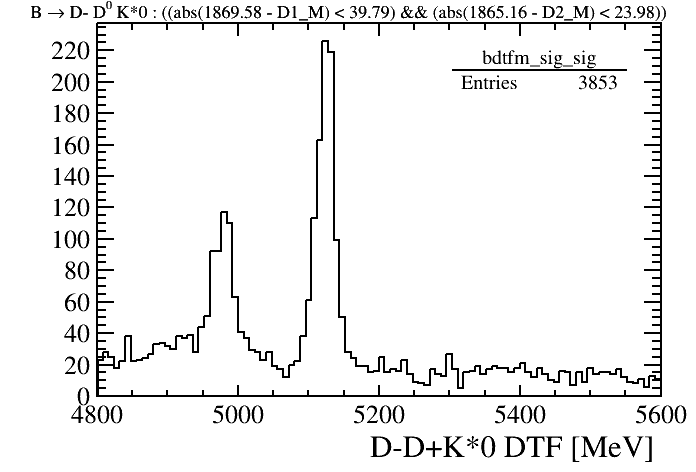 B → D- D⁰ K*0 : ((abs(1869.58 - D1_M) < 39.79) && (abs(1865.16 - D2_M) < 23.98))
bdtfm_sig_sig
Entries 3853
220
200
180
160
140
120
100
80
60
40
20
0
4800 5000 5200 5400 5600
D-D+K*0 DTF [MeV]